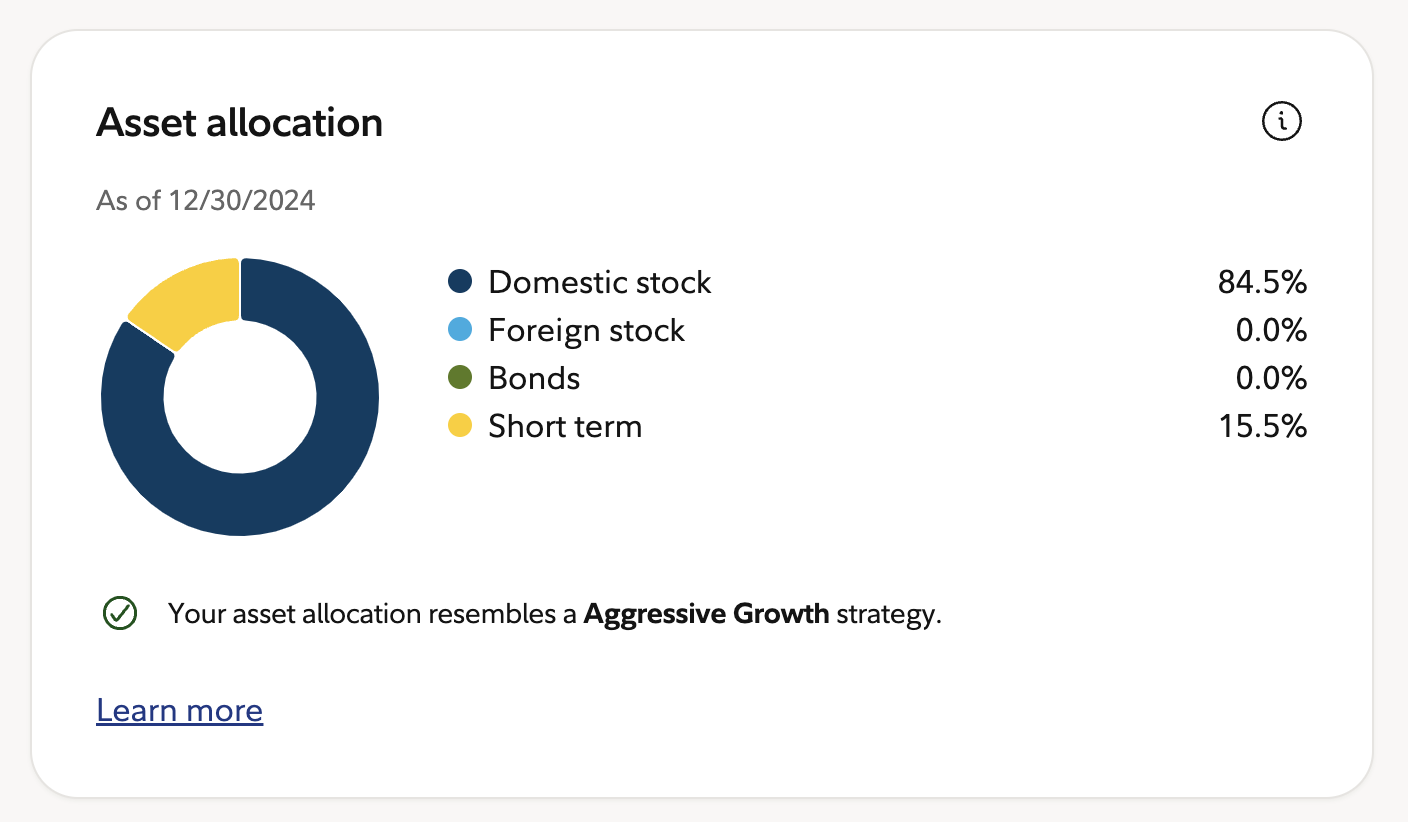 Asset allocation
As of 12/30/2024
Domestic stock 84.5%
Foreign stock 0.0%
Bonds 0.0%
Short term 15.5%
Your asset allocation resembles a Aggressive Growth strategy.
Learn more